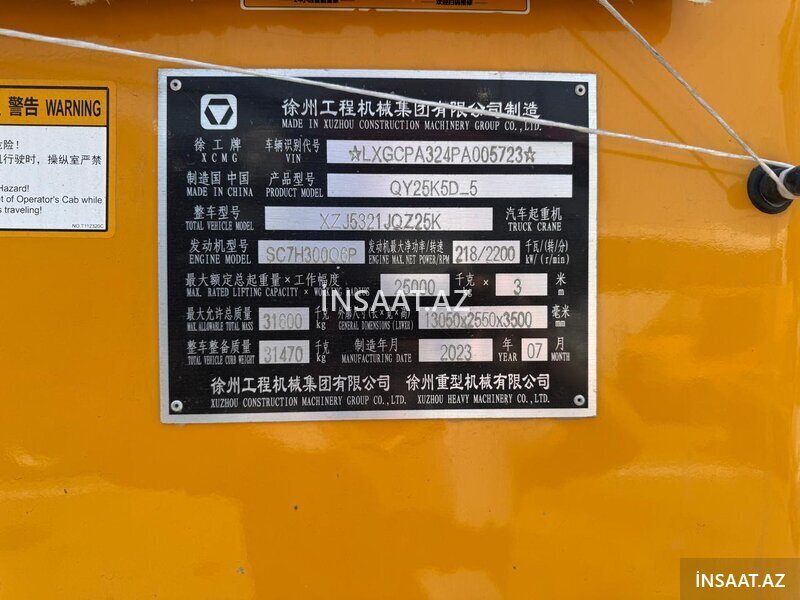 警告 WARNING
危险！
机行驶时，操纵室严禁
Hazard!
t of Operator's Cab while
s traveling!
NO.T112320C
徐州工程机械集团有限公司制造
MADE IN XUZHOU CONSTRUCTION MACHINERY GROUP CO.,LTD.
徐工牌 车辆识别代号 ☆LXGCPA324PA005723☆
XCMG VIN
制造国 中国 产品型号 QY25K5D_5
MADE IN CHINA PRODUCT MODEL
整车型号 XZJ5321JQZ25K 汽车起重机
TOTAL VEHICLE MODEL TRUCK CRANE
发动机型号 SC7H300Q6P 发动机最大净功率/转速 218/2200 千瓦/(转/分)
ENGINE MODEL ENGINE MAX.NET POWER/RPM kW/(r/min)
最大额定总起重量×工作幅度 25000 千克 × 3 米
MAX. RATED LIFTING CAPACITY × WORKING RADIUS kg m
INSAAT.AZ
最大允许总质量 31600 千克 外廓尺寸(长×宽×高) 13050x2550x3500 毫米
MAX ALLOWABLE TOTAL MASS kg GENERAL DIMENSIONS (LXWXH) mm
整车整备质量 31470 千克 制造年月 2023 年 07 月
TOTAL VEHICLE CURB WEIGHT kg MANUFACTURING DATE YEAR MONTH
徐州工程机械集团有限公司 徐州重型机械有限公司
XUZHOU CONSTRUCTION MACHINERY GROUP CO.,LTD. XUZHOU HEAVY MACHINERY CO.,LTD.
İNSAAT.AZ